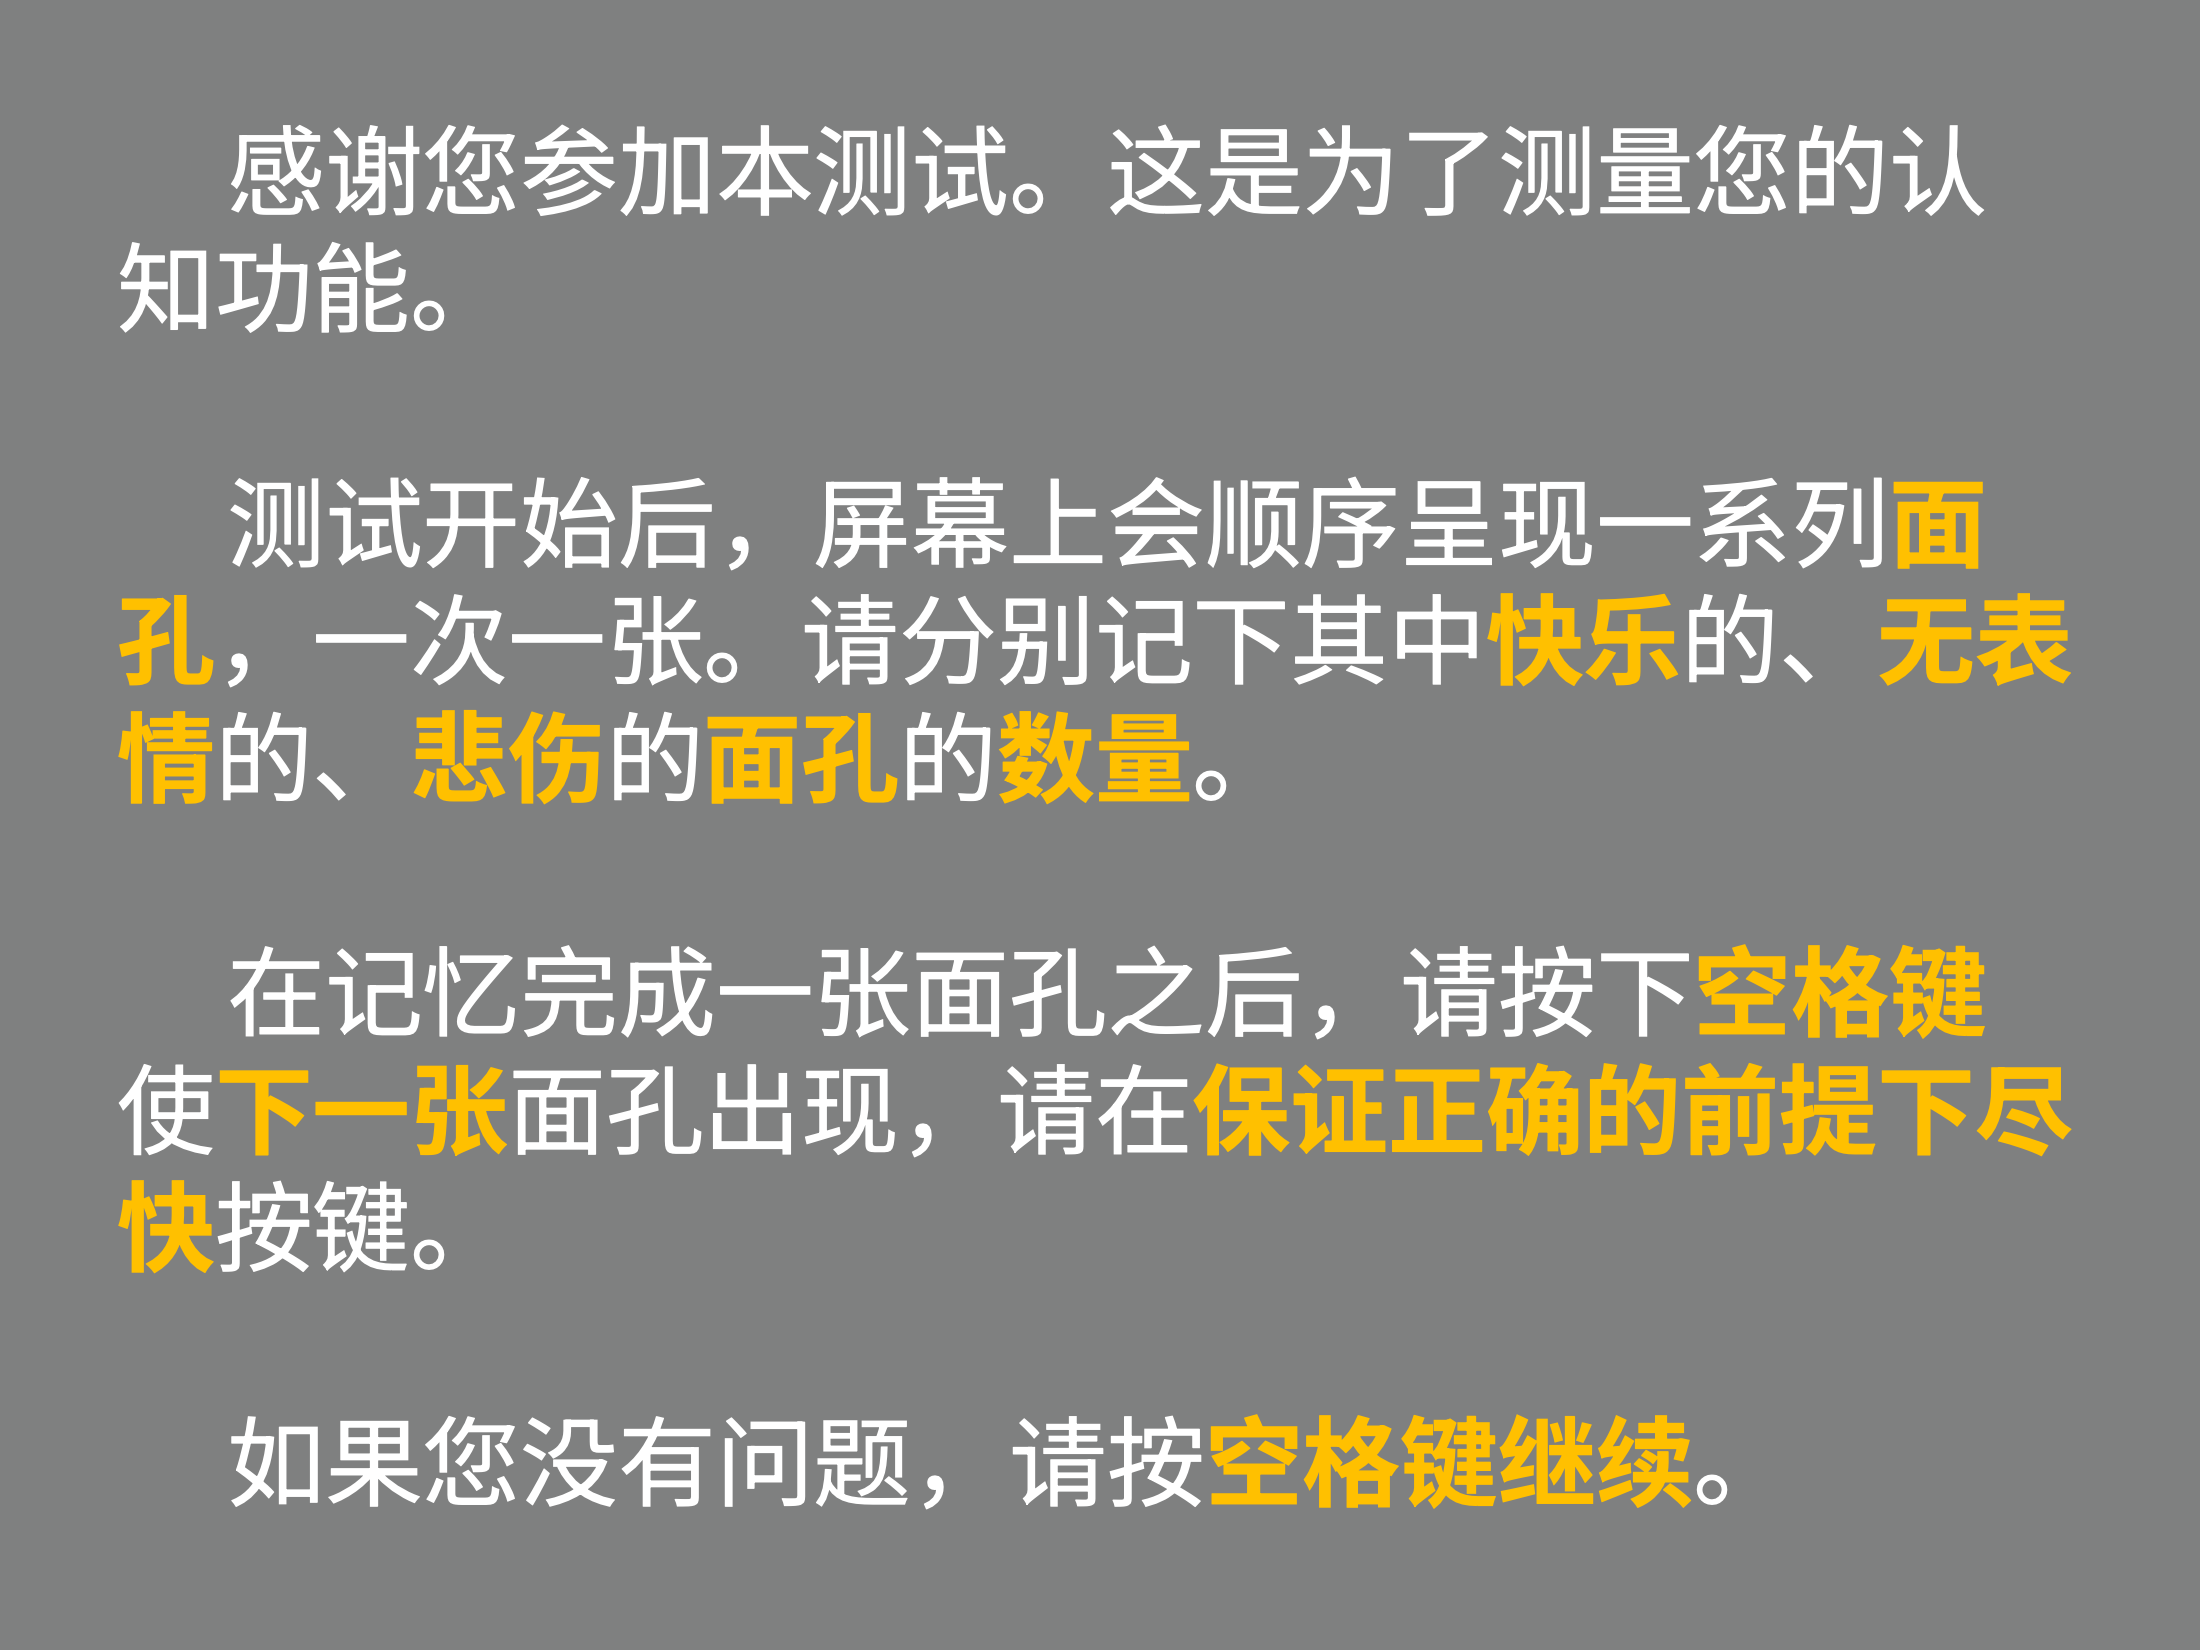 感谢您参加本测试。这是为了测量您的认
知功能。
测试开始后，屏幕上会顺序呈现一系列面
孔，一次一张。请分别记下其中快乐的、无表
情的、悲伤的面孔的数量。
在记忆完成一张面孔之后，请按下空格键
使下一张面孔出现，请在保证正确的前提下尽
快按键。
如果您没有问题，请按空格键继续。